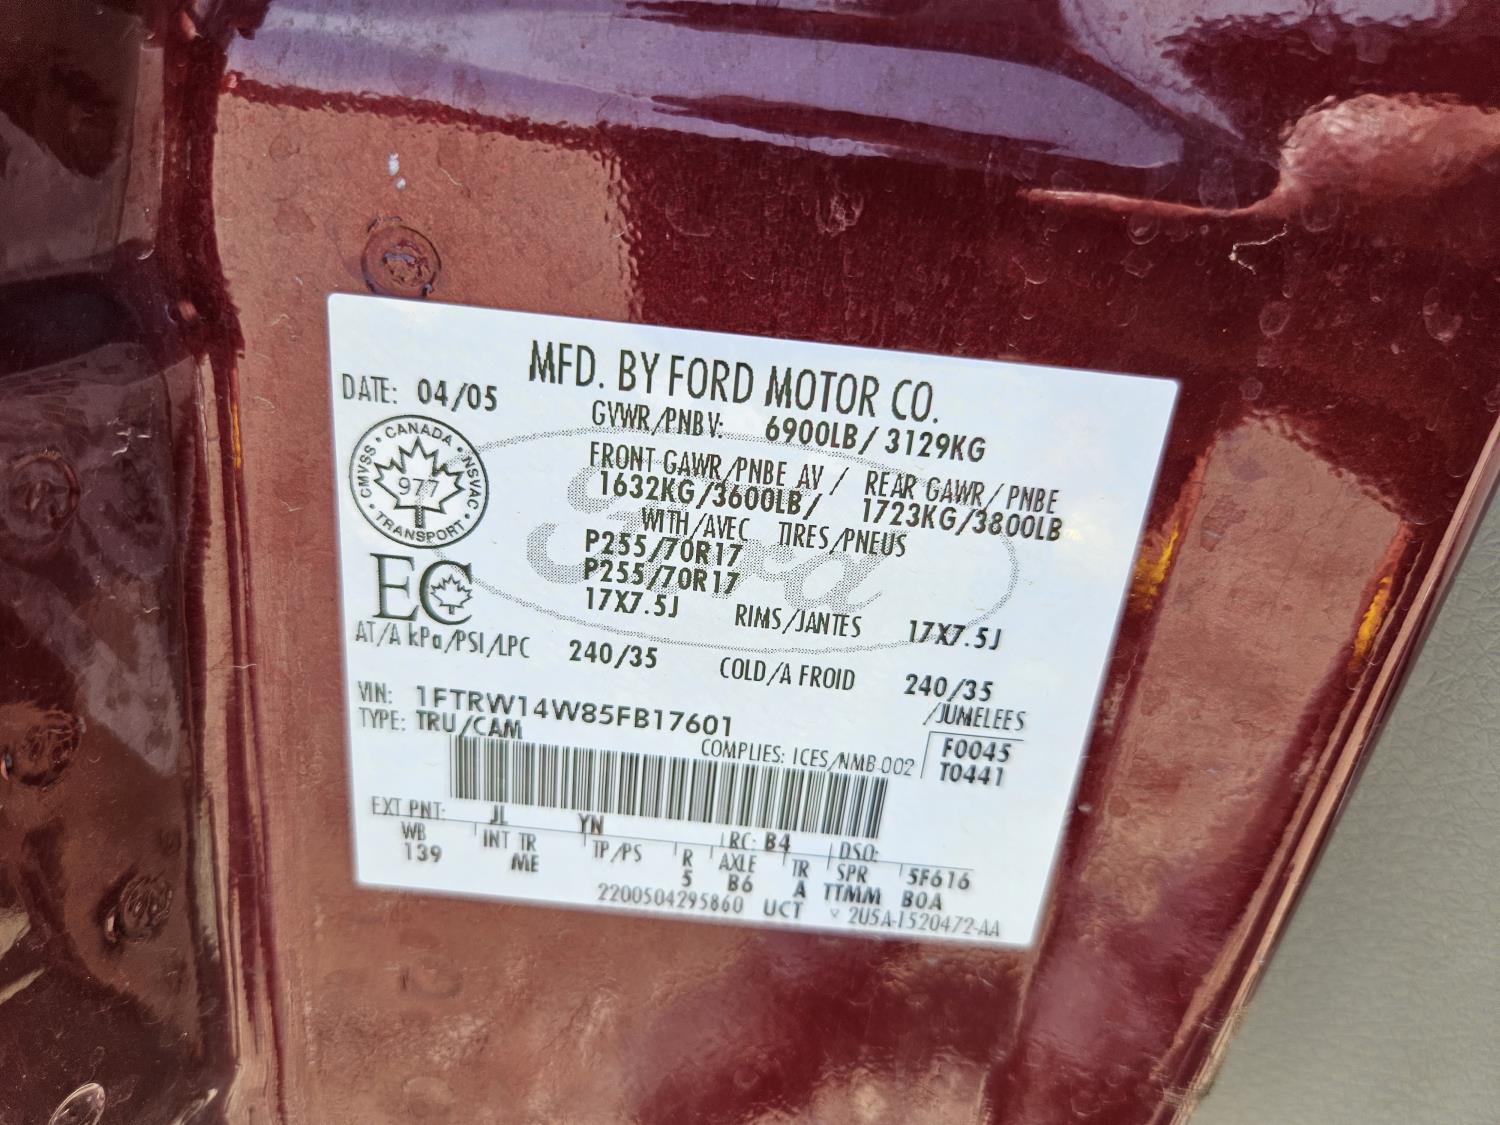 MFD. BY FORD MOTOR CO.
DATE: 04/05
GVWR/PNBV: 6900LB/ 3129KG
CANADA
CMVSS • NSVAC
977
TRANSPORT
FRONT GAWR/PNBE AV / REAR GAWR/PNBE
1632KG/3600LB/ 1723KG/3800LB
WITH/AVEC TIRES/PNEUS
P255/70R17
P255/70R17
Ford
EC
17X7.5J RIMS/JANTES 17X7.5J
AT/A kPa/PSI/LPC 240/35 COLD/A FROID 240/35
VIN: 1FTRW14W85FB17601 /JUMELEES
TYPE: TRU/CAM
COMPLIES: ICES/NMB-002 F0045
T0441
EXT PNT: JL YN RC: B4 DSO:
WB INT TR TP/PS R AXLE TR SPR 5F616
139 ME 5 B6 A TTMM BOA
2200504295860 UCT 2U5A-1520472-AA